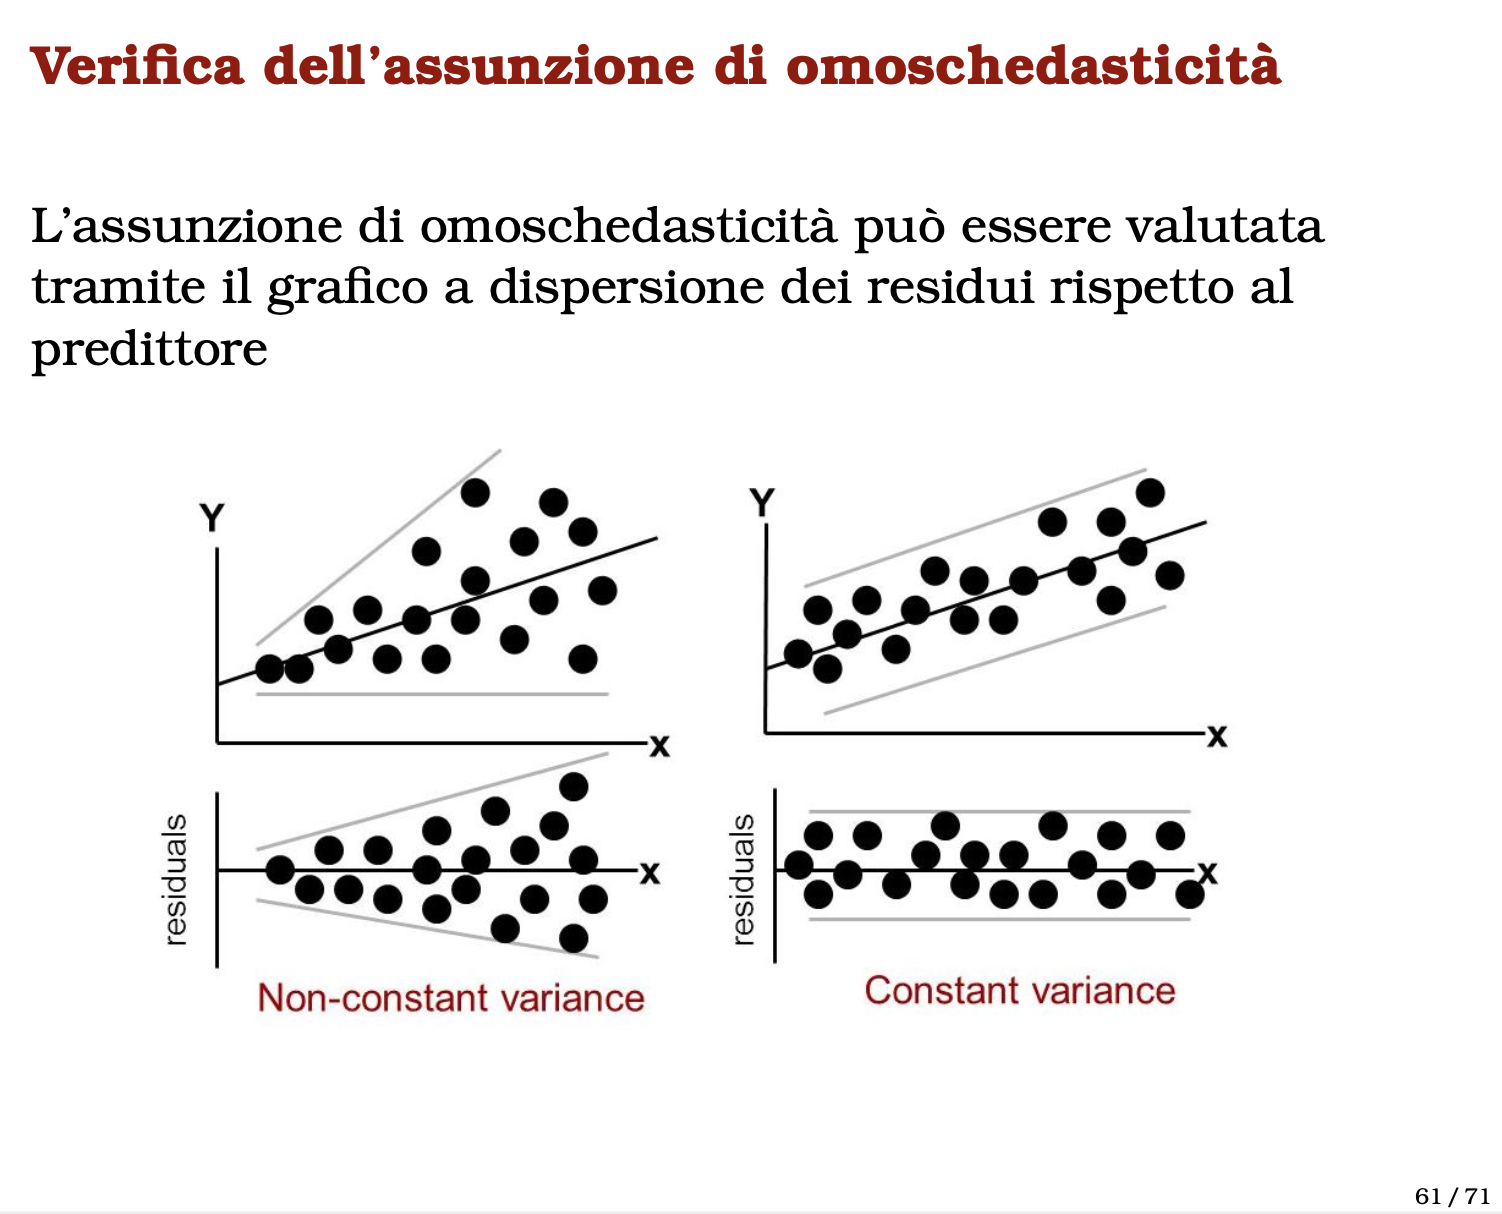 Verifica dell’assunzione di omoschedasticità
L’assunzione di omoschedasticità può essere valutata
tramite il grafico a dispersione dei residui rispetto al
predittore
Y
x
residuals
x
Non-constant variance
Y
x
residuals
x
Constant variance
61 / 71